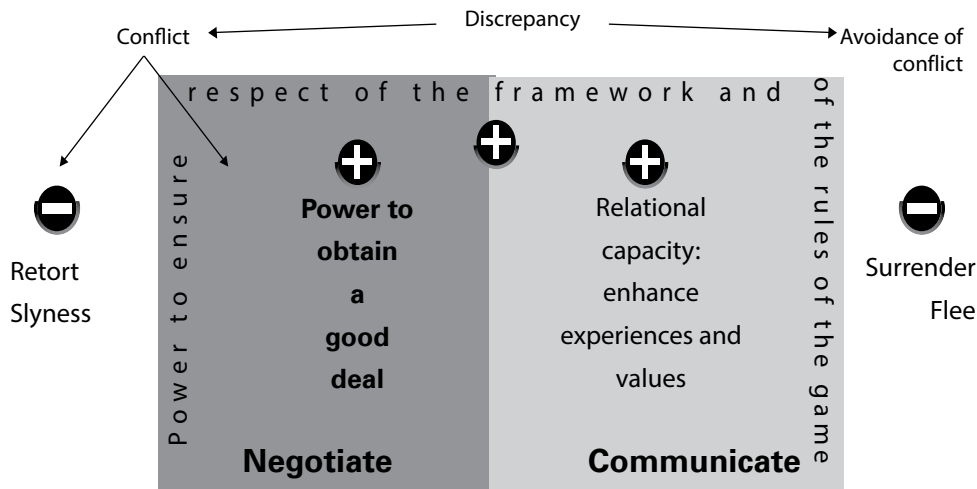 Discrepancy
Conflict
Avoidance of
conflict
Power to ensure
respect of the framework and
of the rules of the game
Retort
Slyness
Power to
obtain
a
good
deal
Negotiate
Relational
capacity:
enhance
experiences and
values
Communicate
Surrender
Flee